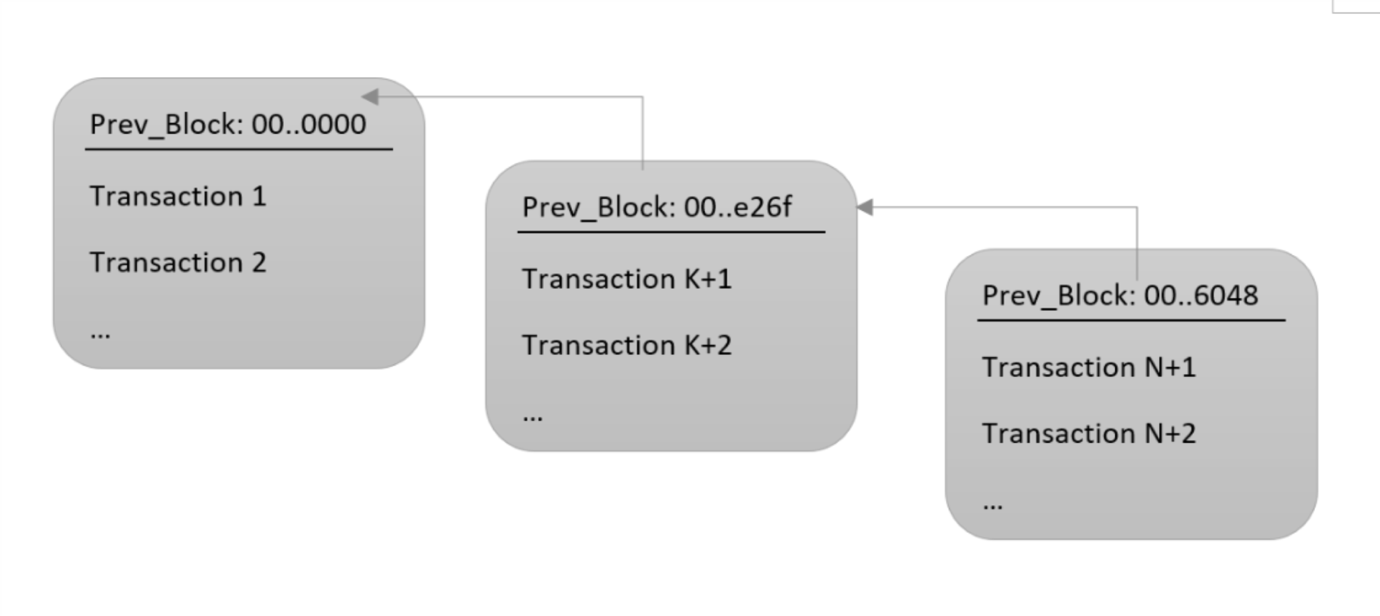 Prev_Block: 00..0000
Transaction 1
Transaction 2
...
Prev_Block: 00..e26f
Transaction K+1
Transaction K+2
...
Prev_Block: 00..6048
Transaction N+1
Transaction N+2
...